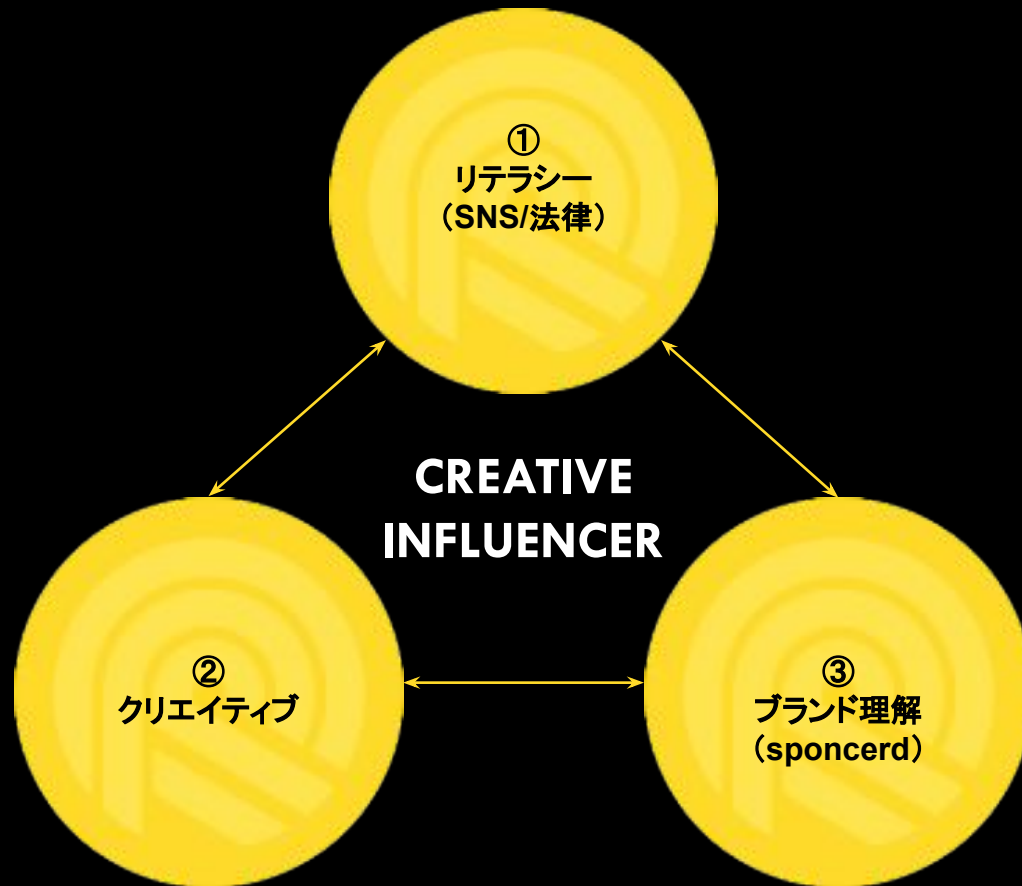 ①
リテラシー
（SNS/法律）
CREATIVE
INFLUENCER
②
クリエイティブ
③
ブランド理解
（sponcerd）